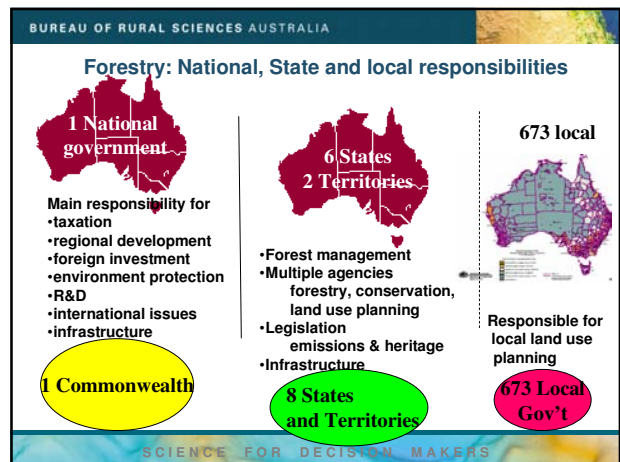 BUREAU OF RURAL SCIENCES AUSTRALIA
Forestry: National, State and local responsibilities
1 National
government
Main responsibility for
•taxation
•regional development
•foreign investment
•environment protection
•R&D
•international issues
•infrastructure
1 Commonwealth
6 States
2 Territories
•Forest management
•Multiple agencies
forestry, conservation,
land use planning
•Legislation
emissions & heritage
•Infrastructure
8 States
and Territories
673 local
Responsible for
local land use
planning
673 Local
Gov't
SCIENCE FOR DECISION MAKERS